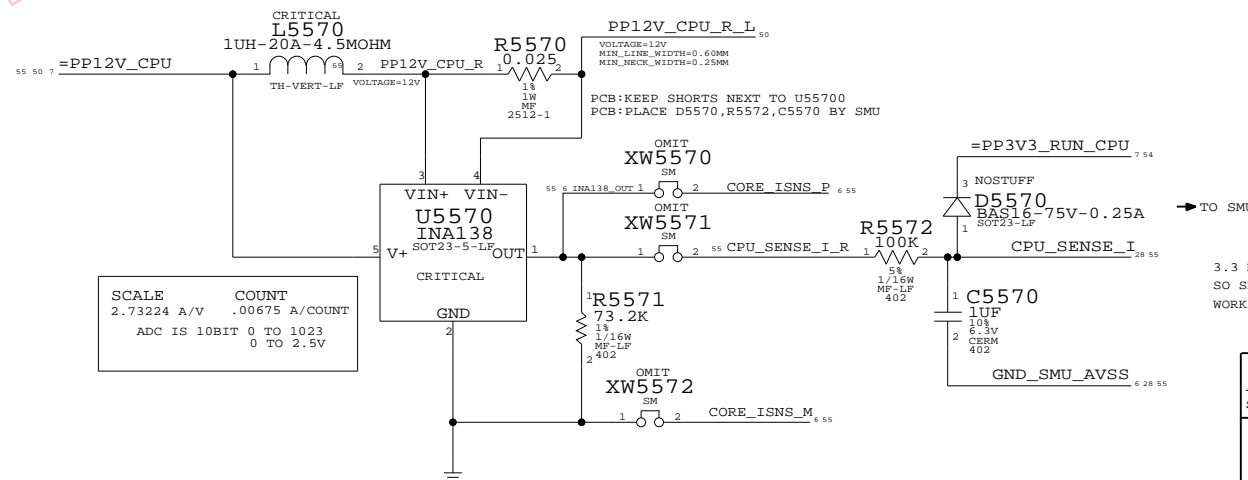 CRITICAL
L5570
1UH-20A-4.5MOHM
=PP12V_CPU
55 50 7
1
55
2
TH-VERT-LF
VOLTAGE=12V
PP12V_CPU_R
R5570
0.025
1
2
1%
1W
MF
2512-1
PP12V_CPU_R_L
50
VOLTAGE=12V
MIN_LINE_WIDTH=0.60MM
MIN_NECK_WIDTH=0.25MM
PCB:KEEP SHORTS NEXT TO U55700
PCB:PLACE D5570,R5572,C5570 BY SMU
3
4
VIN+ VIN-
U5570
INA138
SOT23-5-LF
5
V+
OUT
1
CRITICAL
GND
2
OMIT
XW5570
SM
55 6 INA138_OUT
1
2
CORE_ISNS_P
6 55
OMIT
XW5571
SM
1
2
55
CPU_SENSE_I_R
R5572
100K
1
2
5%
1/16W
MF-LF
402
=PP3V3_RUN_CPU
7 54
3
NOSTUFF
D5570
BAS16-75V-0.25A
SOT23-LF
1
TO SMU
CPU_SENSE_I
28 55
1
C5570
1UF
10%
6.3V
CERM
402
2
GND_SMU_AVSS
6 28 55
1
R5571
73.2K
1%
1/16W
MF-LF
402
2
OMIT
XW5572
SM
1
2
CORE_ISNS_M
6 55
SCALE COUNT
2.73224 A/V .00675 A/COUNT
ADC IS 10BIT 0 TO 1023
0 TO 2.5V
3.3
SO
WORK